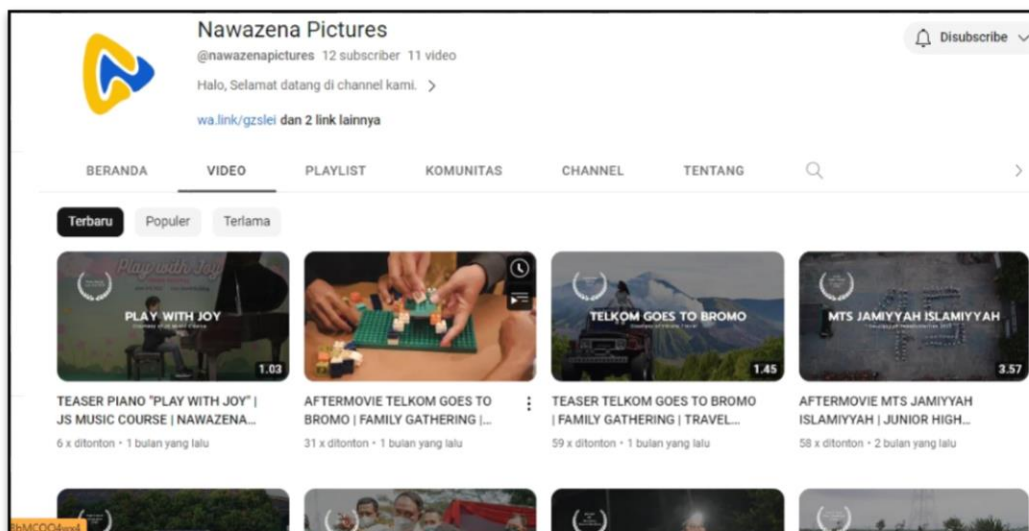 Nawazena Pictures
@nawazenapictures 12 subscriber 11 video
Disubscribe
Halo, Selamat datang di channel kami.
wa.link/gzslei dan 2 link lainnya
BERANDA VIDEO PLAYLIST KOMUNITAS CHANNEL TENTANG
Terbaru Populer Terlama
Play with Joy
PLAY WITH JOY
1.03
TELKOM GOES TO BROMO
1.45
MTS JAMIYYAH ISLAMIYYAH
3.57
TEASER PIANO "PLAY WITH JOY" |
JS MUSIC COURSE | NAWAZENA...
6 x ditonton • 1 bulan yang lalu
AFTERMOVIE TELKOM GOES TO
BROMO | FAMILY GATHERING |...
31 x ditonton • 1 bulan yang lalu
TEASER TELKOM GOES TO BROMO
| FAMILY GATHERING | TRAVEL...
59 x ditonton • 1 bulan yang lalu
AFTERMOVIE MTS JAMIYYAH
ISLAMIYYAH | JUNIOR HIGH...
58 x ditonton • 2 bulan yang lalu